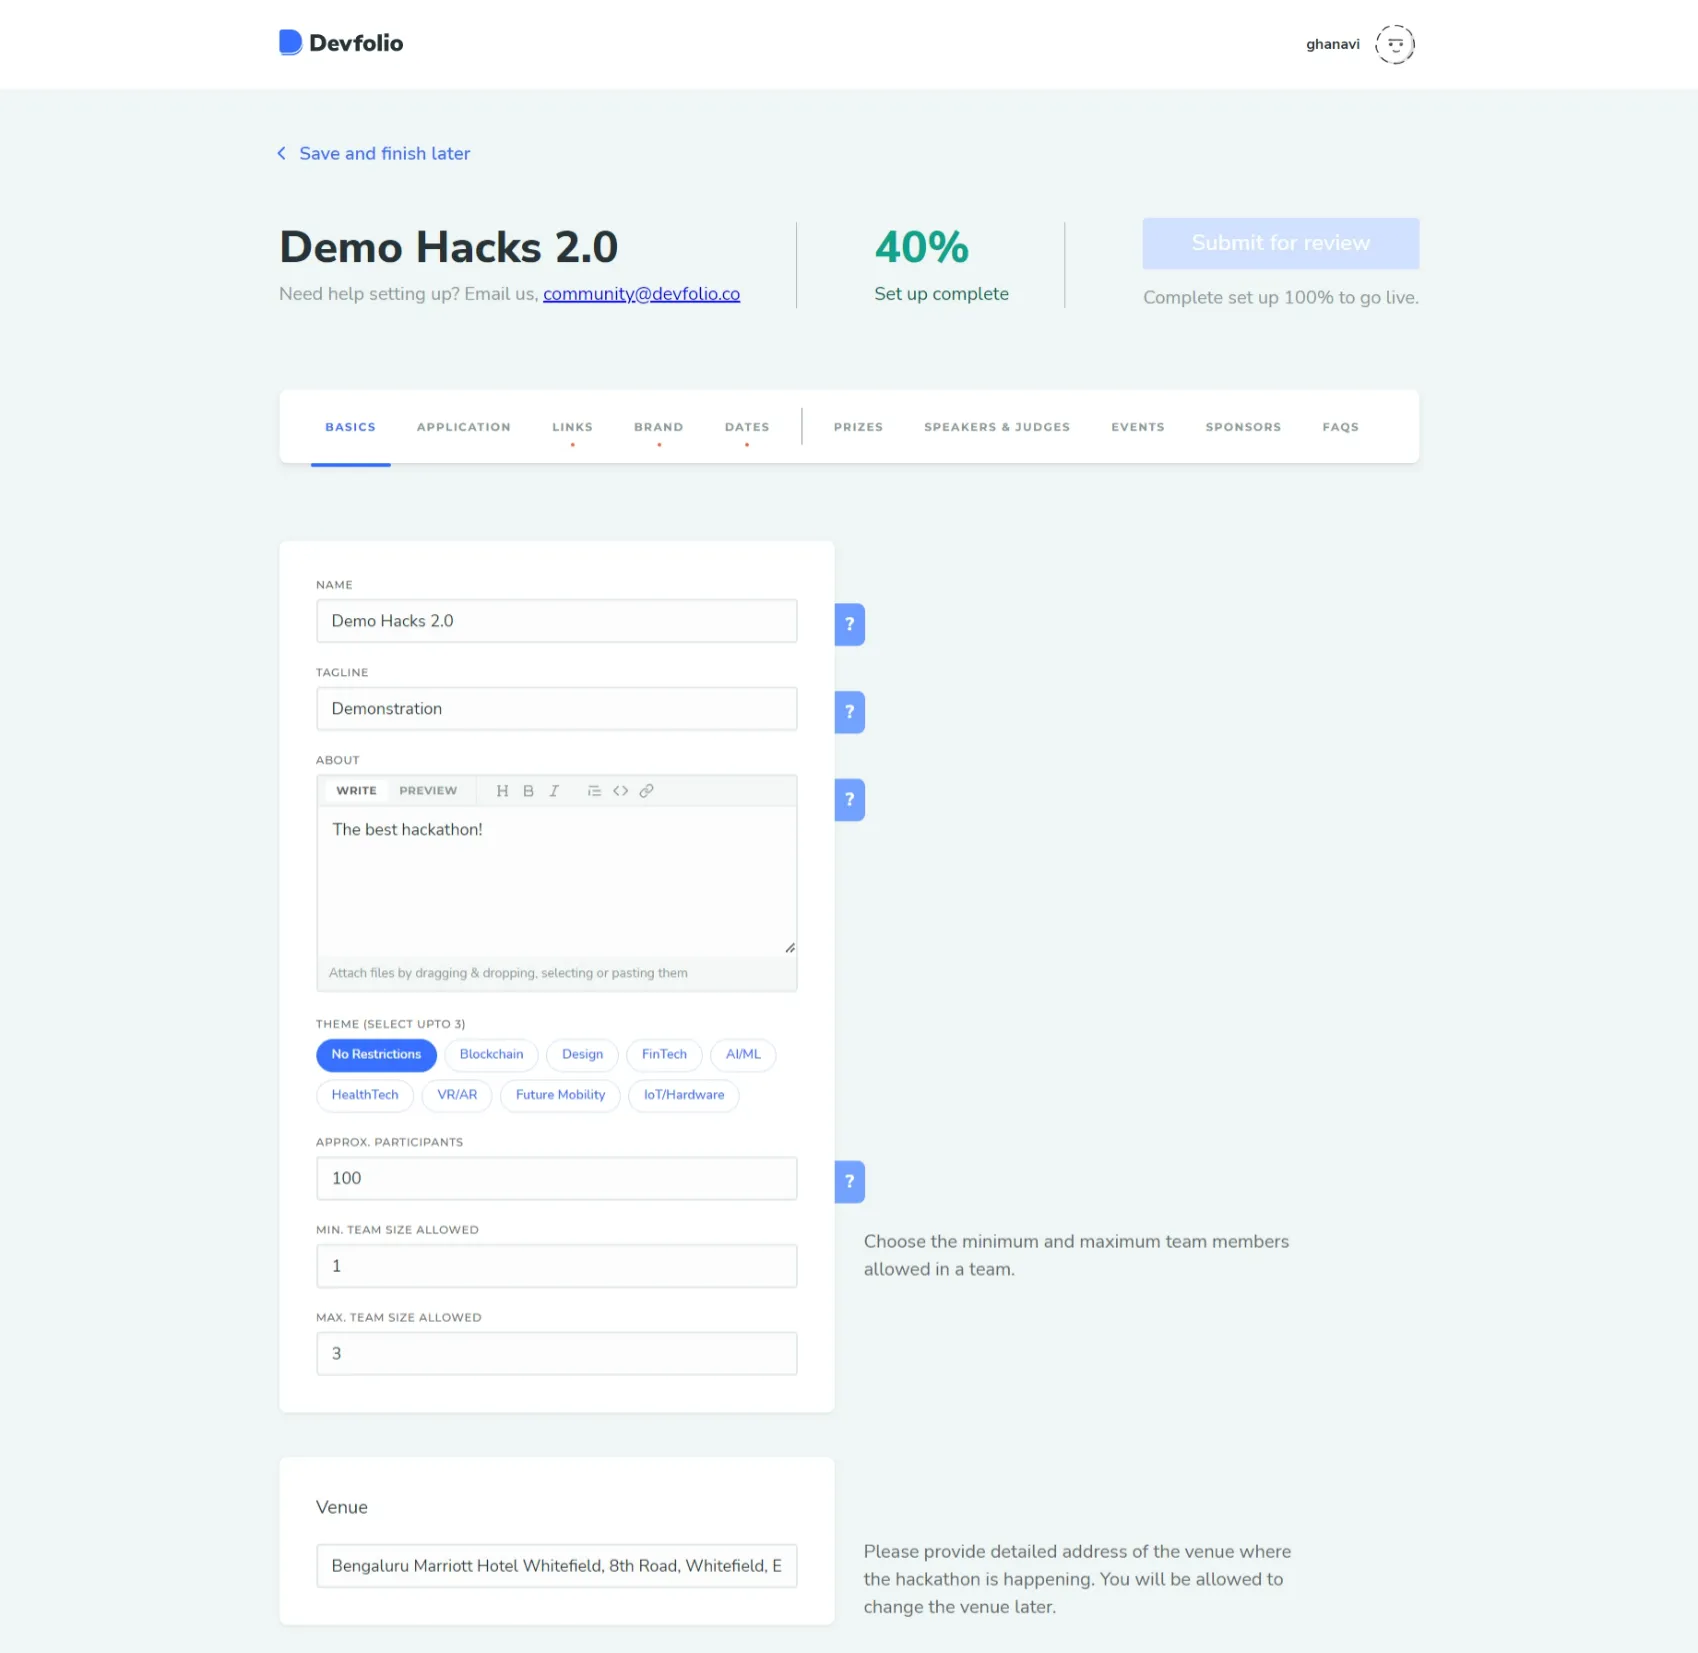 Devfolio
ghanavi
Save and finish later
Demo Hacks 2.0
Need help setting up? Email us, community@devfolio.co
40%
Set up complete
Submit for review
Complete set up 100% to go live.
BASICS APPLICATION LINKS BRAND DATES PRIZES SPEAKERS & JUDGES EVENTS SPONSORS FAQS
NAME
Demo Hacks 2.0
?
TAGLINE
Demonstration
?
ABOUT
WRITE PREVIEW H B I
?
The best hackathon!
Attach files by dragging & dropping, selecting or pasting them
THEME (SELECT UPTO 3)
No Restrictions Blockchain Design FinTech AI/ML
HealthTech VR/AR Future Mobility IoT/Hardware
APPROX. PARTICIPANTS
100
?
MIN. TEAM SIZE ALLOWED
1
Choose the minimum and maximum team members
allowed in a team.
MAX. TEAM SIZE ALLOWED
3
Venue
Bengaluru Marriott Hotel Whitefield, 8th Road, Whitefield, E
Please provide detailed address of the venue where
the hackathon is happening. You will be allowed to
change the venue later.